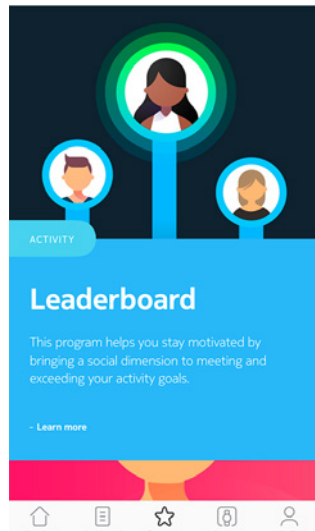 ACTIVITY
Leaderboard
This program helps you stay motivated by
bringing a social dimension to meeting and
exceeding your activity goals.
- Learn more